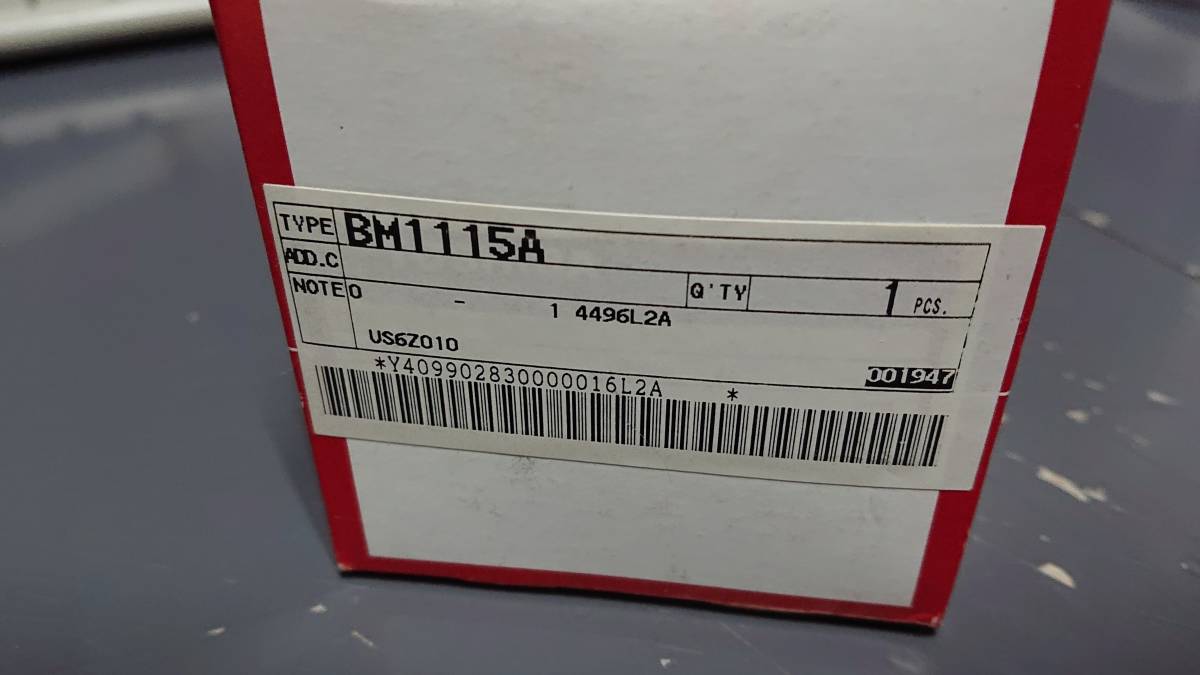 TYPE BM1115A
ADD.C Q'TY 1 PCS.
NOTE 0 - 1 4496L2A
US6Z010
001947
*Y409902830000016L2A *